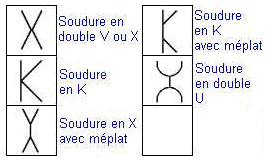 Soudure en
double V ou X
Soudure
en K
avec méplat
Soudure
en K
Soudure
en double
U
Soudure en X
avec méplat